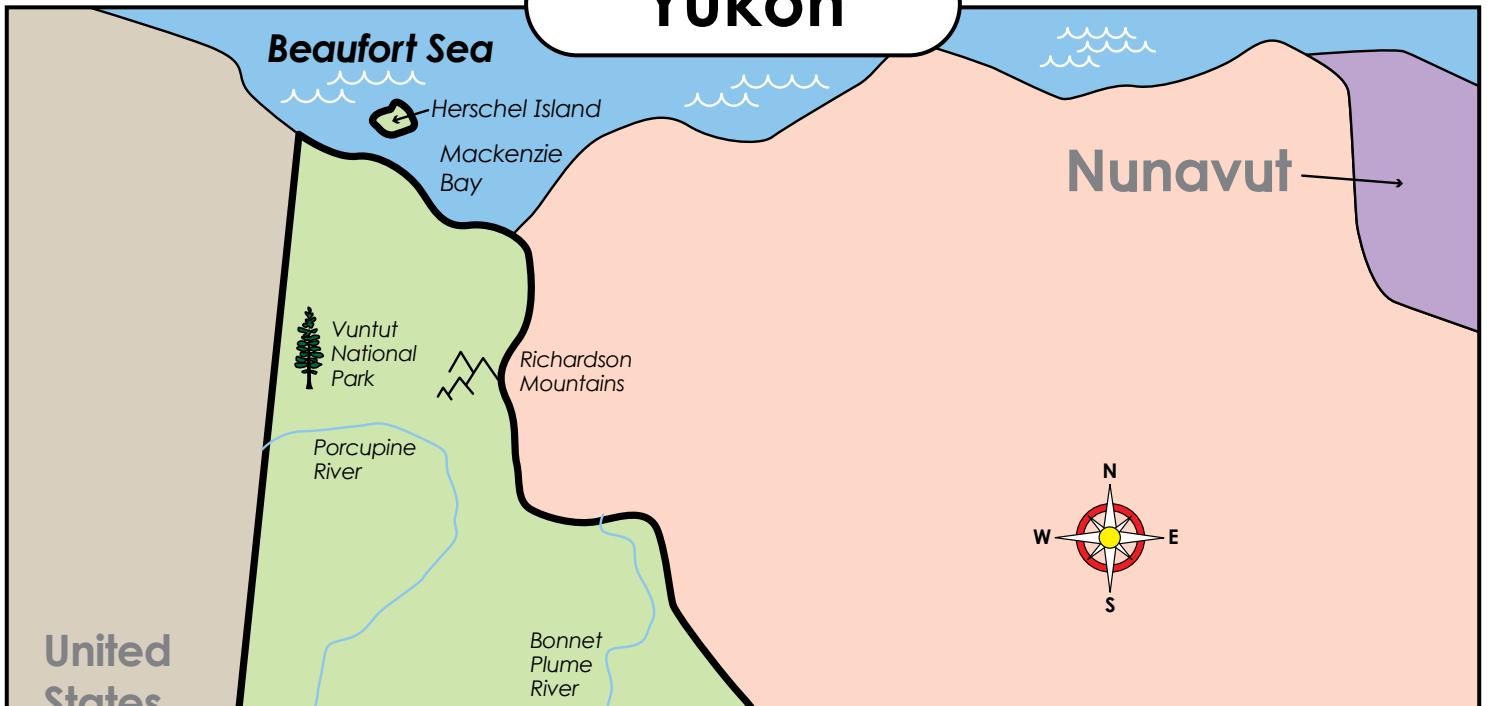 Yukon
Beaufort Sea
Herschel Island
Mackenzie
Bay
Nunavut
Vuntut
National
Park
Richardson
Mountains
Porcupine
River
N
W
E
S
Bonnet
Plume
River
United
States